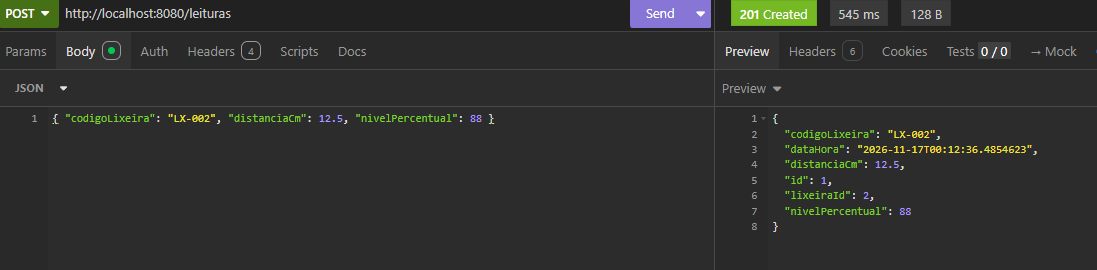 POST http://localhost:8080/leituras Send 201 Created 545 ms 128 B
Params Body Auth Headers 4 Scripts Docs Preview Headers 6 Cookies Tests 0 / 0 → Mock
JSON Preview
1 { "codigoLixeira": "LX-002", "distanciaCm": 12.5, "nivelPercentual": 88 }
1 {
2 "codigoLixeira": "LX-002",
3 "dataHora": "2026-11-17T00:12:36.4854623",
4 "distanciaCm": 12.5,
5 "id": 1,
6 "lixeiraId": 2,
7 "nivelPercentual": 88
8 }